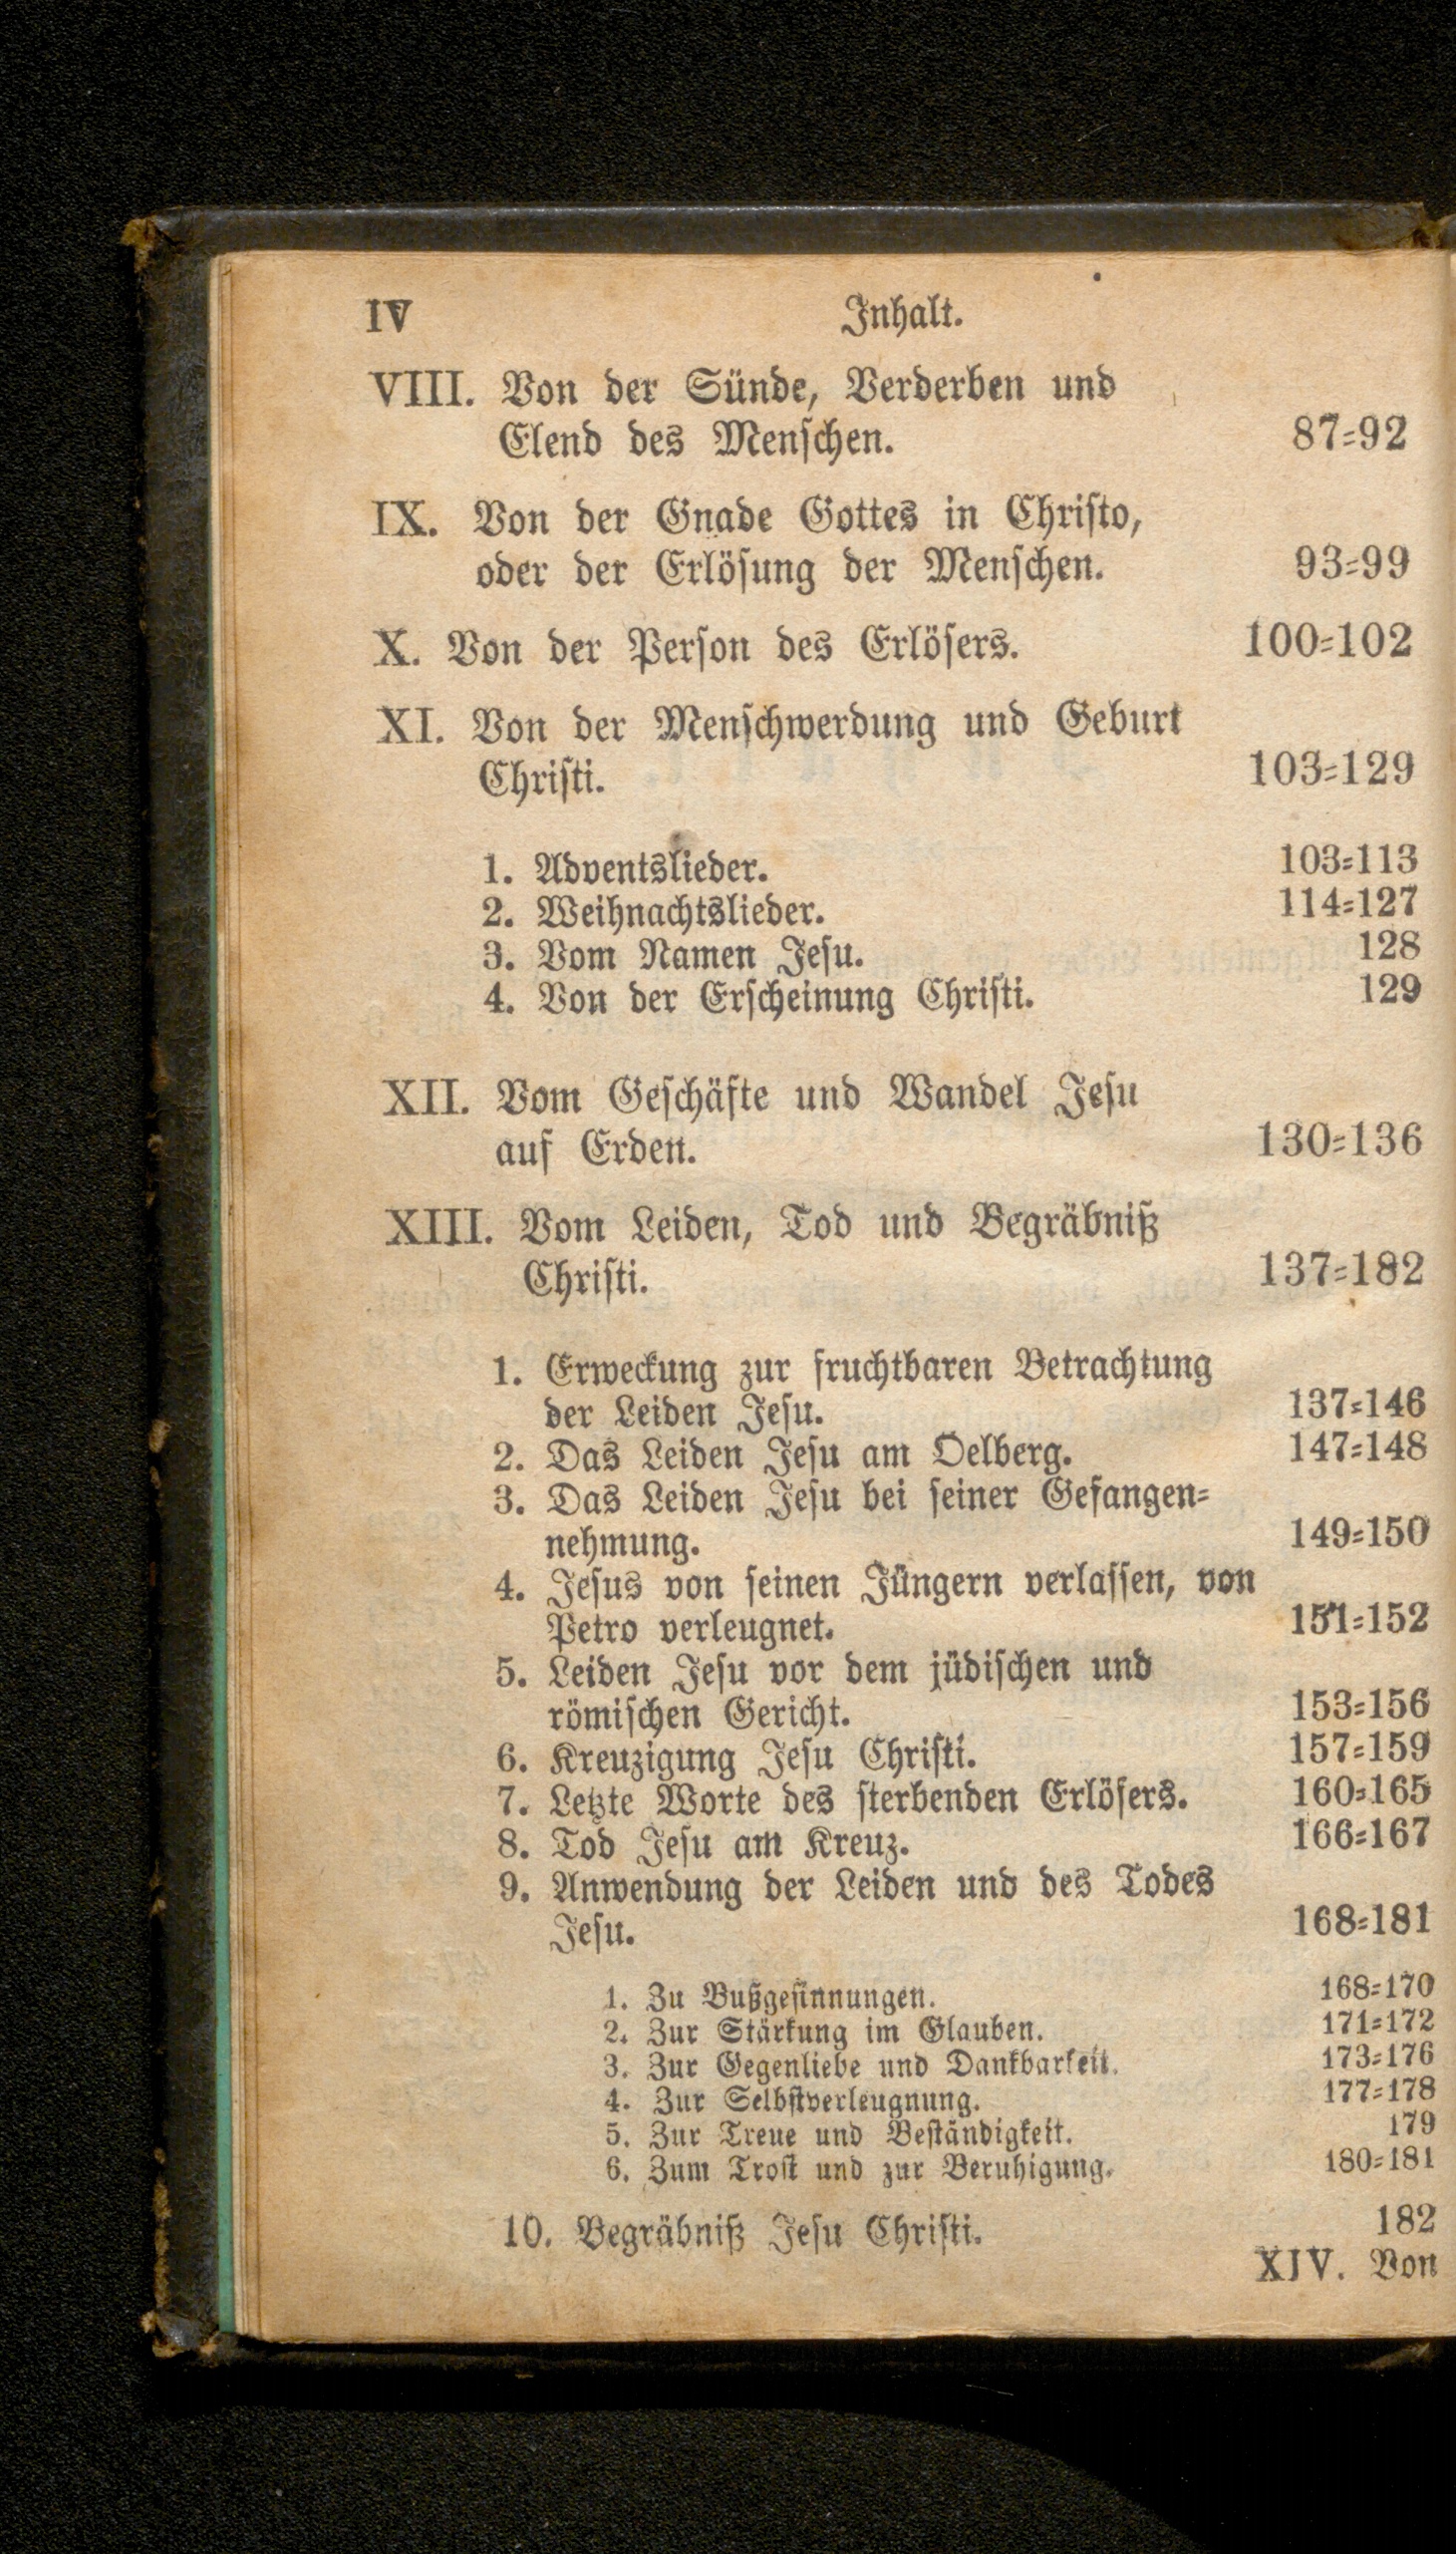 IV Inhalt.
VIII. Von der Sünde, Verderben und
Elend des Menschen. 87=92
IX. Von der Gnade Gottes in Christo,
oder der Erlösung der Menschen. 93=99
X. Von der Person des Erlösers. 100=102
XI. Von der Menschwerdung und Geburt
Christi. 103=129
1. Adventslieder. 103=113
2. Weihnachtslieder. 114=127
3. Vom Namen Jesu. 128
4. Von der Erscheinung Christi. 129
XII. Vom Geschäfte und Wandel Jesu
auf Erden. 130=136
XIII. Vom Leiden, Tod und Begräbniß
Christi. 137=182
1. Erweckung zur fruchtbaren Betrachtung
der Leiden Jesu. 137=146
2. Das Leiden Jesu am Oelberg. 147=148
3. Das Leiden Jesu bei seiner Gefangen=
nehmung. 149=150
4. Jesus von seinen Jüngern verlassen, von
Petro verleugnet. 151=152
5. Leiden Jesu vor dem jüdischen und
römischen Gericht. 153=156
6. Kreuzigung Jesu Christi. 157=159
7. Letzte Worte des sterbenden Erlösers. 160=165
8. Tod Jesu am Kreuz. 166=167
9. Anwendung der Leiden und des Todes
Jesu. 168=181
1. Zu Bußgesinnungen. 168=170
2. Zur Stärkung im Glauben. 171=172
3. Zur Gegenliebe und Dankbarkeit. 173=176
4. Zur Selbstverleugnung. 177=178
5. Zur Treue und Beständigkeit. 179
6. Zum Trost und zur Beruhigung. 180=181
10. Begräbniß Jesu Christi. 182
XIV. Von